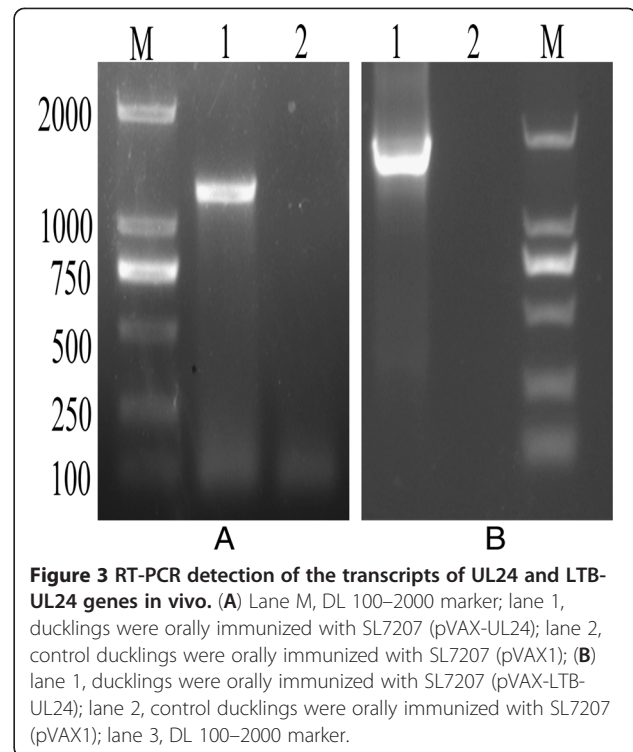 M 1 2 1 2 M
2000
1000
750
500
250
100
A B
Figure 3 RT-PCR detection of the transcripts of UL24 and LTB-
UL24 genes in vivo. (A) Lane M, DL 100–2000 marker; lane 1,
ducklings were orally immunized with SL7207 (pVAX-UL24); lane 2,
control ducklings were orally immunized with SL7207 (pVAX1); (B)
lane 1, ducklings were orally immunized with SL7207 (pVAX-LTB-
UL24); lane 2, control ducklings were orally immunized with SL7207
(pVAX1); lane 3, DL 100–2000 marker.